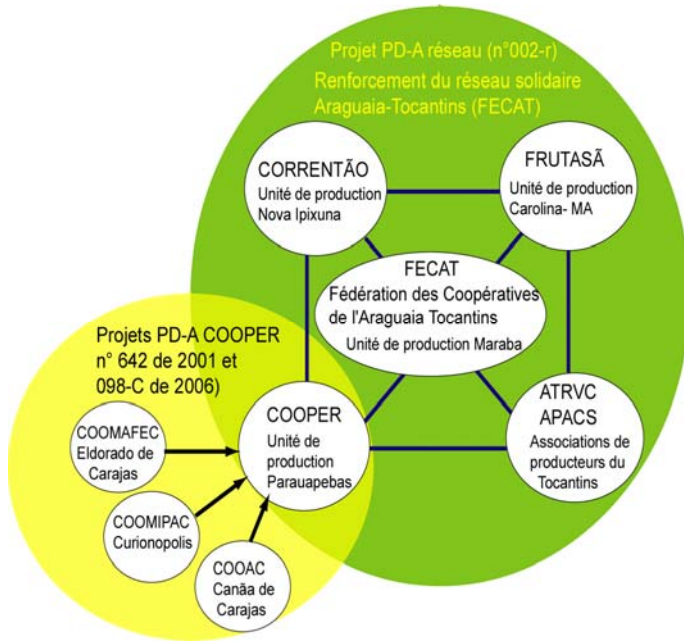 Projet PD-A réseau (n°002-r)
Renforcement du réseau solidaire
Araguaia-Tocantins (FECAT)
CORRENTÃO
Unité de production
Nova Ipixuna
FRUTASÃ
Unité de production
Carolina- MA
FECAT
Fédération des Coopératives
de l'Araguaia Tocantins
Unité de production Maraba
Projets PD-A COOPER
n° 642 de 2001 et
098-C de 2006)
COOPER
Unité de
production
Parauapebas
ATRVC
APACS
Associations de
producteurs du
Tocantins
COOMAFEC
Eldorado de
Carajas
COOMIPAC
Curionopolis
COOAC
Canãa de
Carajas